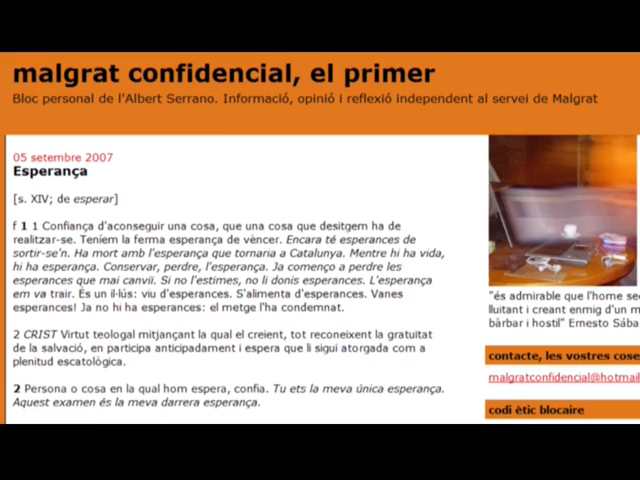 malgrat confidencial, el primer
Bloc personal de l'Albert Serrano. Informació, opinió i reflexió independent al servei de Malgrat
05 setembre 2007
Esperança
[s. XIV; de esperar]
f 1 1 Confiança d'aconseguir una cosa, que una cosa que desitgem ha de
realitzar-se. Teníem la ferma esperança de vèncer. Encara té esperances de
sortir-se'n. Ha mort amb l'esperança que tornaria a Catalunya. Mentre hi ha vida,
hi ha esperança. Conservar, perdre, l'esperança. Ja començo a perdre les
esperances que mai canviï. Si no l'estimes, no li donis esperances. L'esperança
em va trair. És un il·lús: viu d'esperances. S'alimenta d'esperances. Vanes
esperances! Ja no hi ha esperances: el metge l'ha condemnat.
2 CRIST Virtut teologal mitjançant la qual el creient, tot reconeixent la gratuïtat
de la salvació, en participa anticipadament i espera que li sigui atorgada com a
plenitud escatològica.
2 Persona o cosa en la qual hom espera, confia. Tu ets la meva única esperança.
Aquest examen és la meva darrera esperança.
"és admirable que l'home se
lluitant i creant enmig d'un m
bàrbar i hostil" Ernesto Sába
contacte, les vostres cose
malgratconfidencial@hotmail
codi ètic blocaire